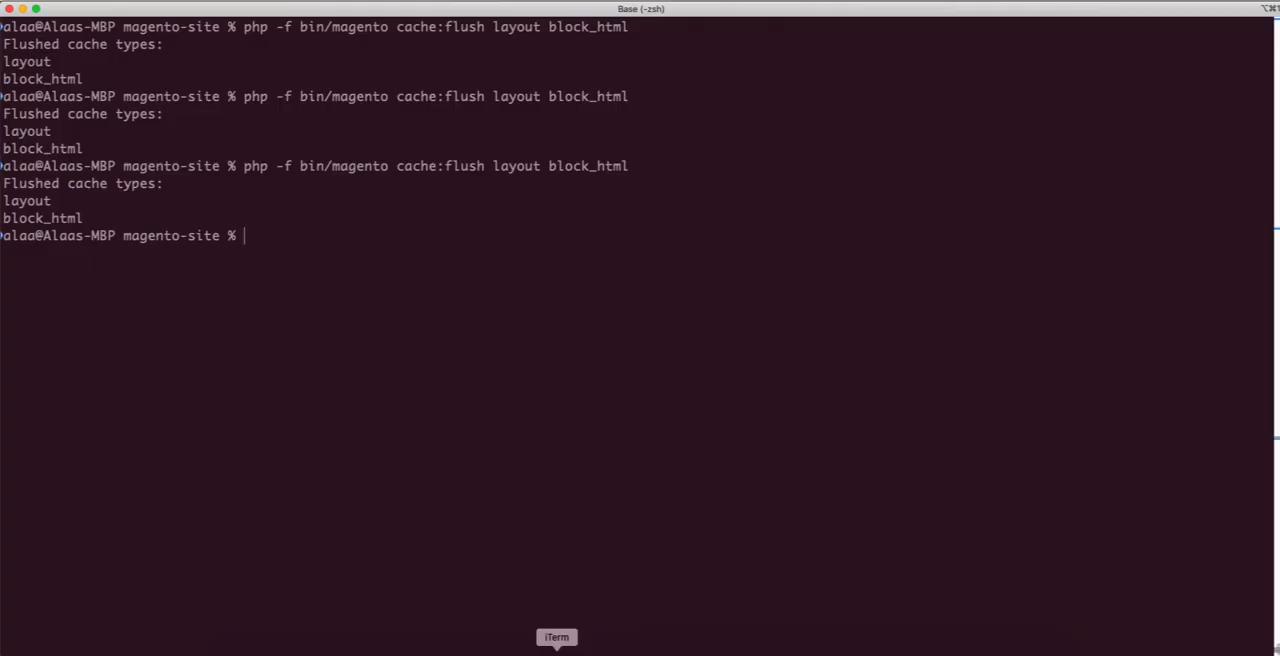 Base (-zsh)
alaa@Alaas-MBP magento-site % php -f bin/magento cache:flush layout block_html
Flushed cache types:
layout
block_html
alaa@Alaas-MBP magento-site % php -f bin/magento cache:flush layout block_html
Flushed cache types:
layout
block_html
alaa@Alaas-MBP magento-site % php -f bin/magento cache:flush layout block_html
Flushed cache types:
layout
block_html
alaa@Alaas-MBP magento-site %
iTerm